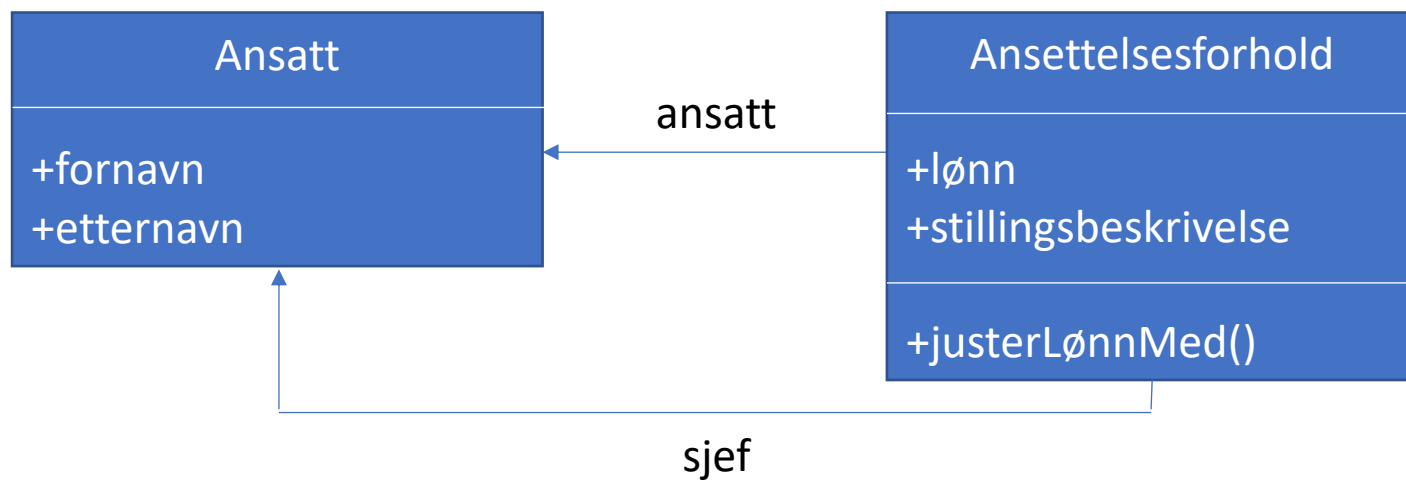 Ansatt
+fornavn
+etternavn
ansatt
Ansettelsesforhold
+lønn
+stillingsbeskrivelse
+justerLønnMed()
sjef